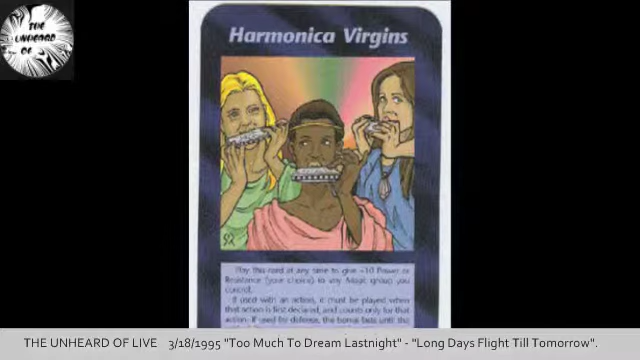 THE
UNHEARD
OF
Harmonica Virgins
Play this card at any time to give +10 Power or
Resistance (your choice) to any Magic group you
control.
If used with an action, it must be played when
that action is first declared, and counts only for that
action. If used for defense, the bonus lasts until the
THE UNHEARD OF LIVE 3/18/1995 "Too Much To Dream Lastnight" - "Long Days Flight Till Tomorrow".